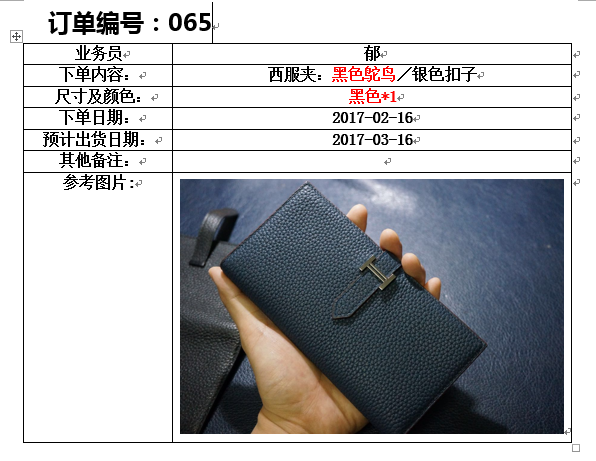 订单编号：065
业务员 郁
下单内容： 西服夹：黑色鸵鸟／银色扣子
尺寸及颜色： 黑色*1
下单日期： 2017-02-16
预计出货日期： 2017-03-16
其他备注：
参考图片: